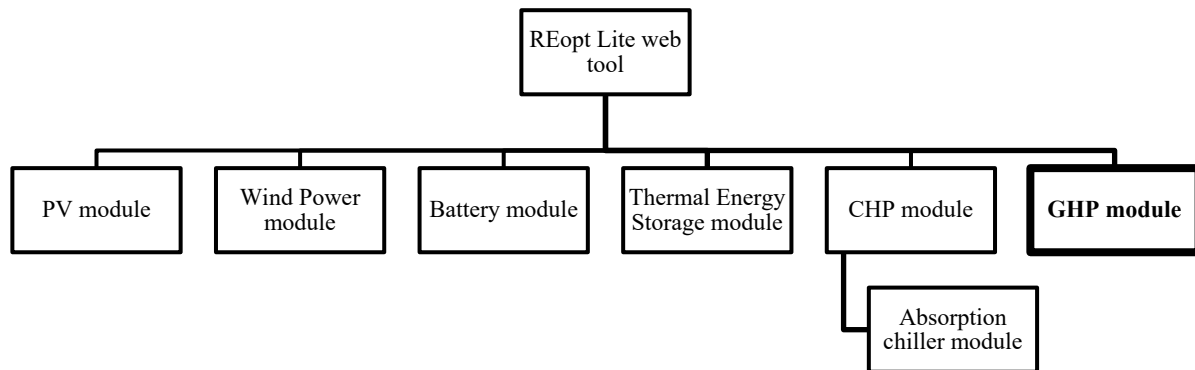 REopt Lite web
tool
PV module
Wind Power
module
Battery module
Thermal Energy
Storage module
CHP module
GHP module
Absorption
chiller module